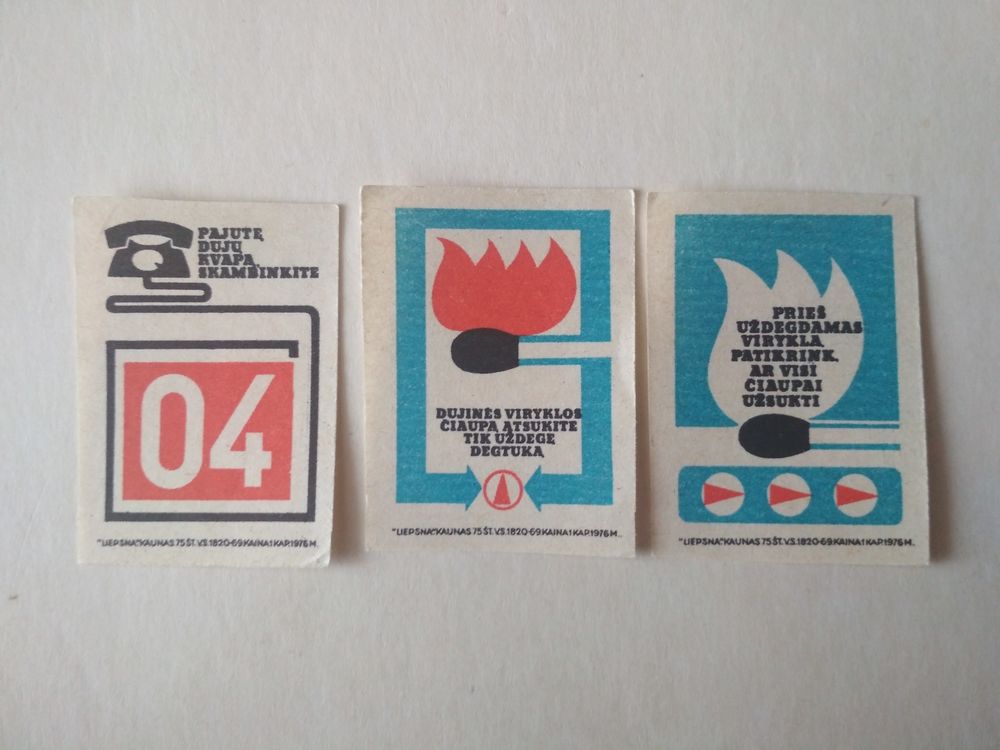 PAJUTĘ
DUJŲ
KVAPĄ
SKAMBINKITE
04
"LIEPSNA" KAUNAS. 75 ŠT. V.S. 1820-69. KAINA 1 KAP. 1976 M.
DUJINĖS VIRYKLOS
ČIAUPĄ ATSUKITE
TIK UŽDEGĘ
DEGTUKĄ
"LIEPSNA" KAUNAS. 75 ŠT. V.S. 1820-69. KAINA 1 KAP. 1976 M.
PRIEŠ
UŽDEGDAMAS
VIRYKLĄ
PATIKRINK,
AR VISI
ČIAUPAI
UŽSUKTI
"LIEPSNA" KAUNAS. 75 ŠT. V.S. 1820-69. KAINA 1 KAP. 1976 M.